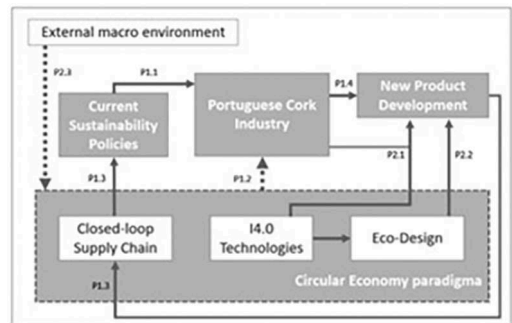 External macro environment
P2.3
P1.1
Current
Sustainability
Policies
Portuguese Cork
Industry
P1.4
New Product
Development
P1.3
P1.2
P2.1
P2.2
Closed-loop
Supply Chain
I4.0
Technologies
Eco-Design
P1.3
Circular Economy paradigma